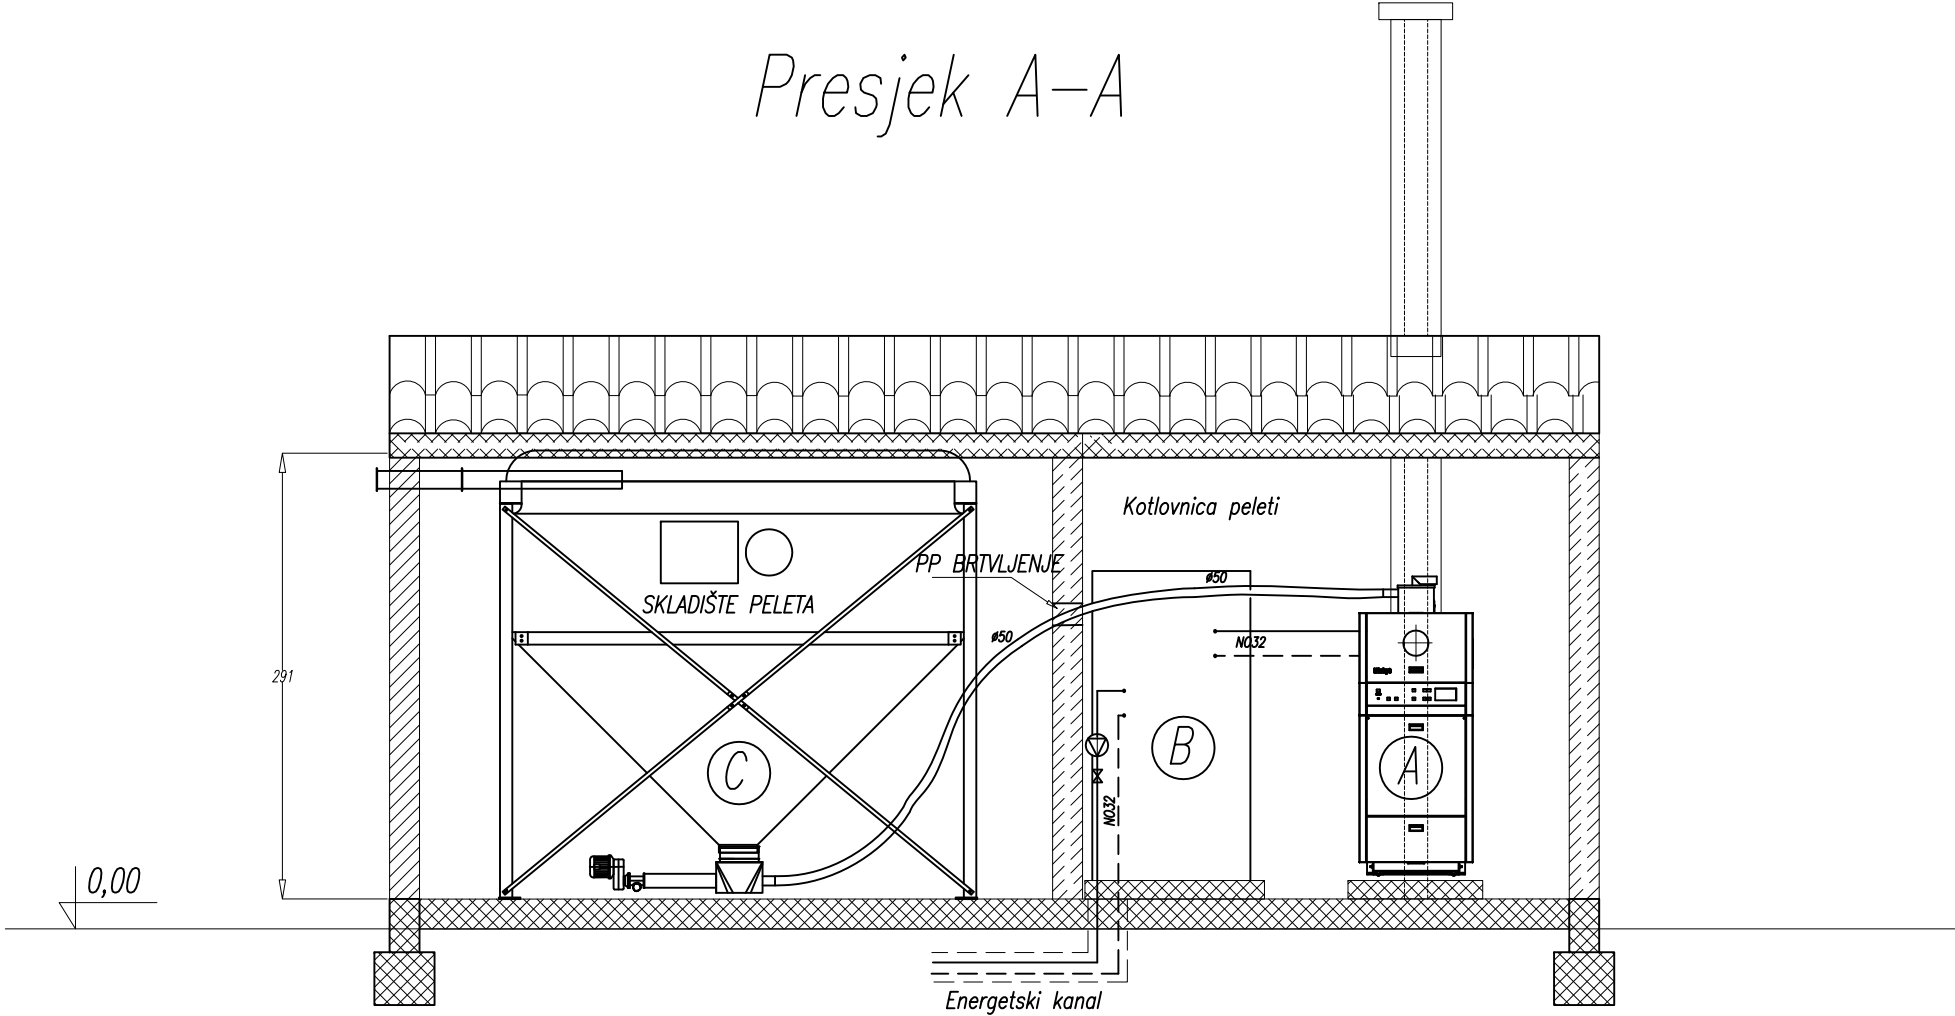 Presjek A-A
Kotlovnica peleti
PP BRTVLJENJE
ø50
SKLADIŠTE PELETA
ø50
NO32
291
B
A
C
NO32
0,00
Energetski kanal